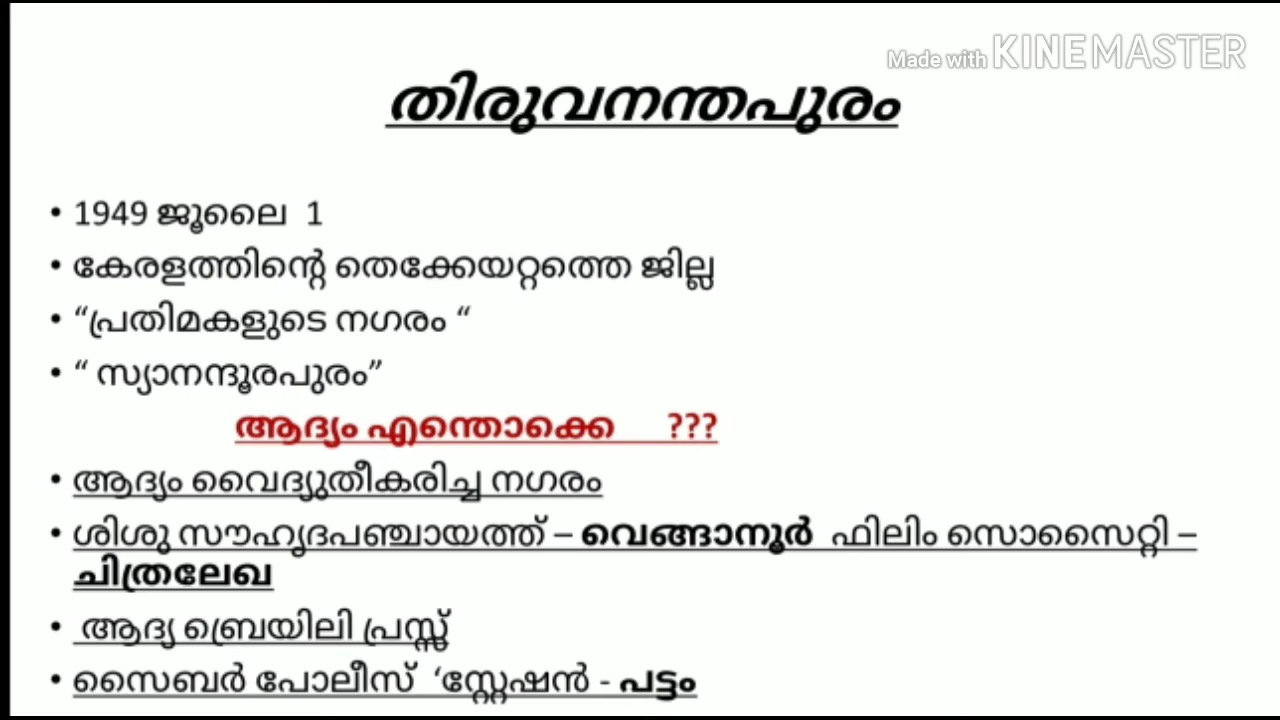 Made with KINEMASTER
തിരുവനന്തപുരം
• 1949 ജൂലൈ 1
• കേരളത്തിന്റെ തെക്കേയറ്റത്തെ ജില്ല
• “പ്രതിമകളുടെ നഗരം “
• “ സ്യാനന്ദൂരപുരം”
ആദ്യം എന്തൊക്കെ ???
• ആദ്യം വൈദ്യുതീകരിച്ച നഗരം
• ശിശു സൗഹൃദപഞ്ചായത്ത് – വെങ്ങാനൂർ ഫിലിം സൊസൈറ്റി –
ചിത്രലേഖ
• ആദ്യ ബ്രെയിലി പ്രസ്സ്
• സൈബർ പോലീസ് ‘സ്റ്റേഷൻ - പട്ടം